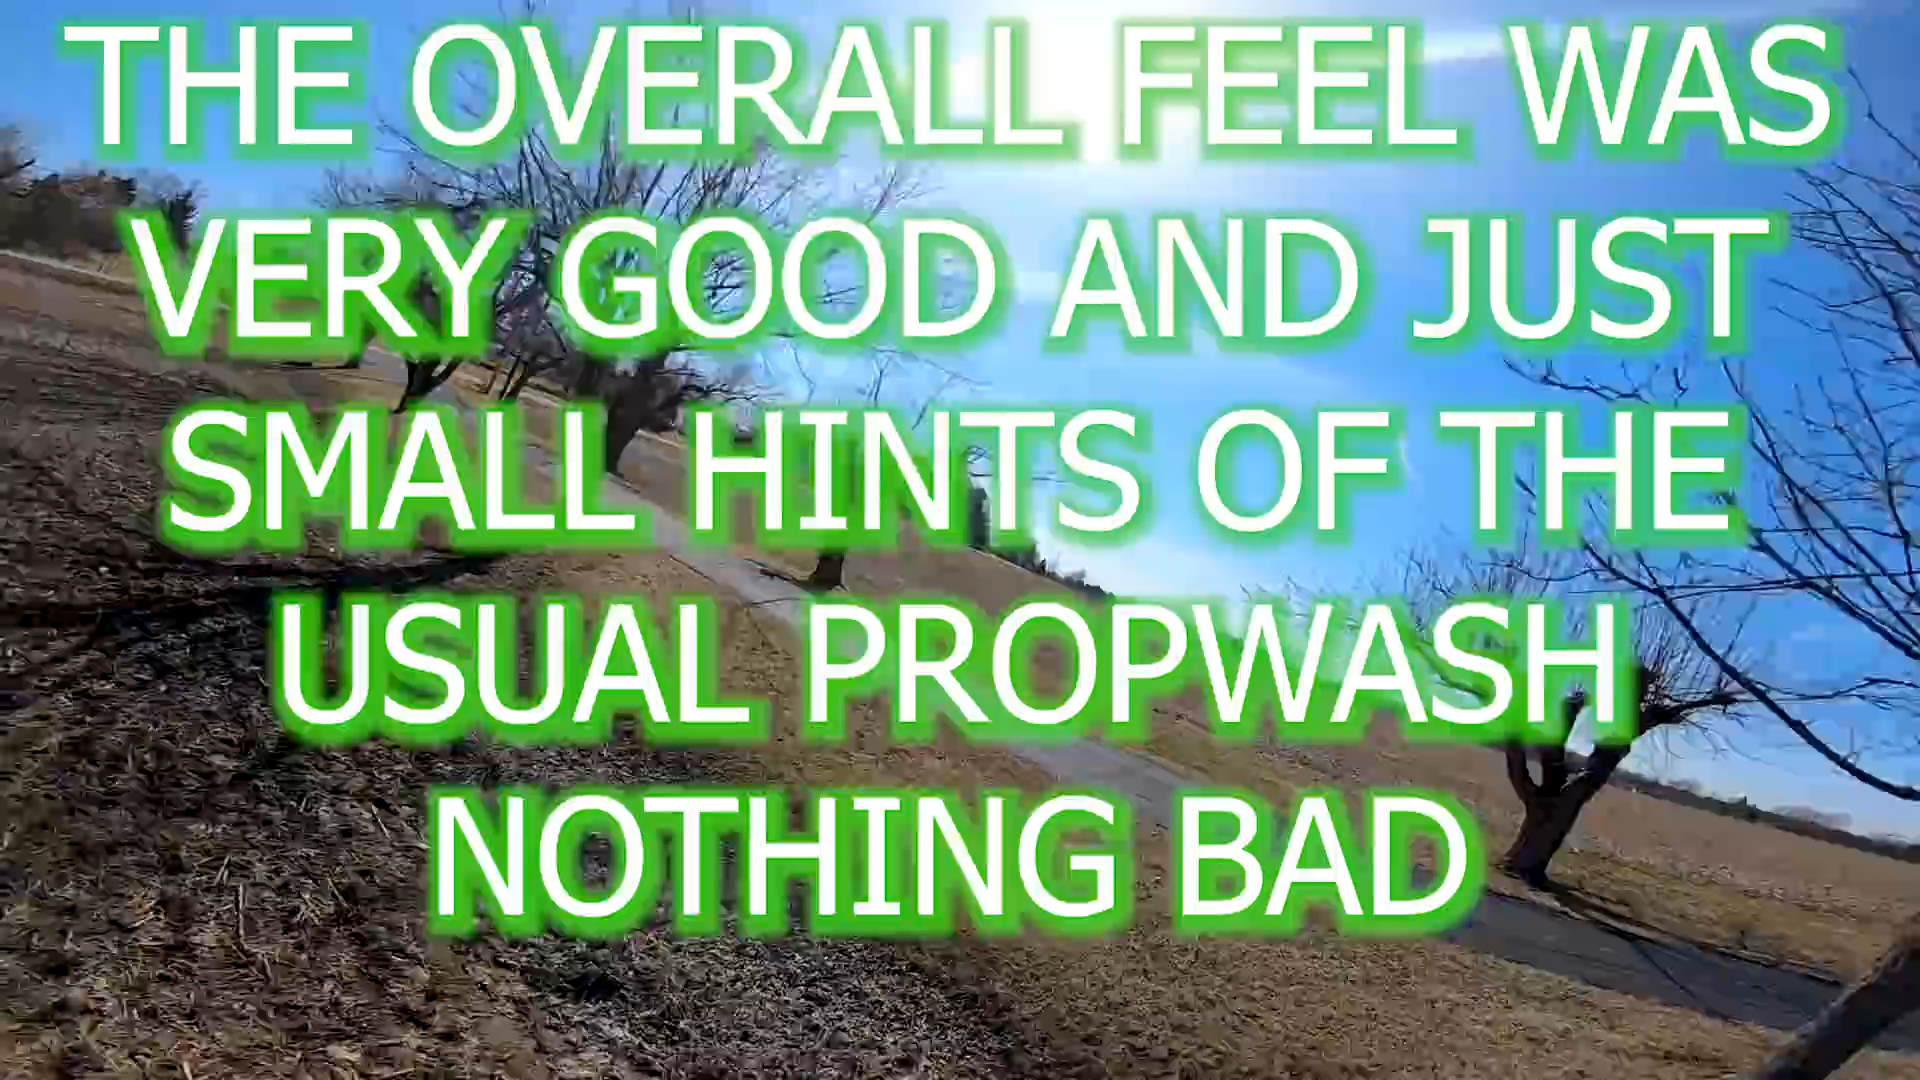 THE OVERALL FEEL WAS
VERY GOOD AND JUST
SMALL HINTS OF THE
USUAL PROPWASH
NOTHING BAD